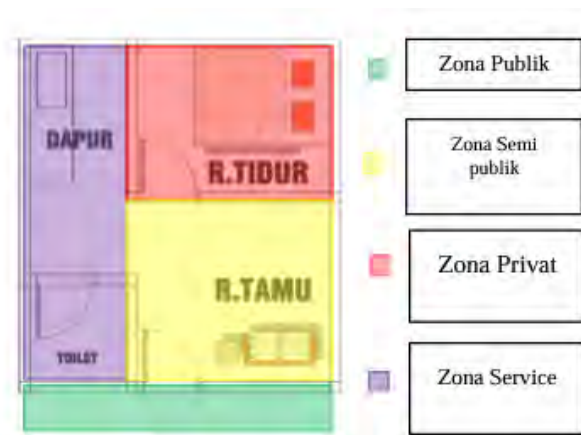 DAPUR
R.TIDUR
R.TAMU
TOILET
Zona Publik
Zona Semi
publik
Zona Privat
Zona Service